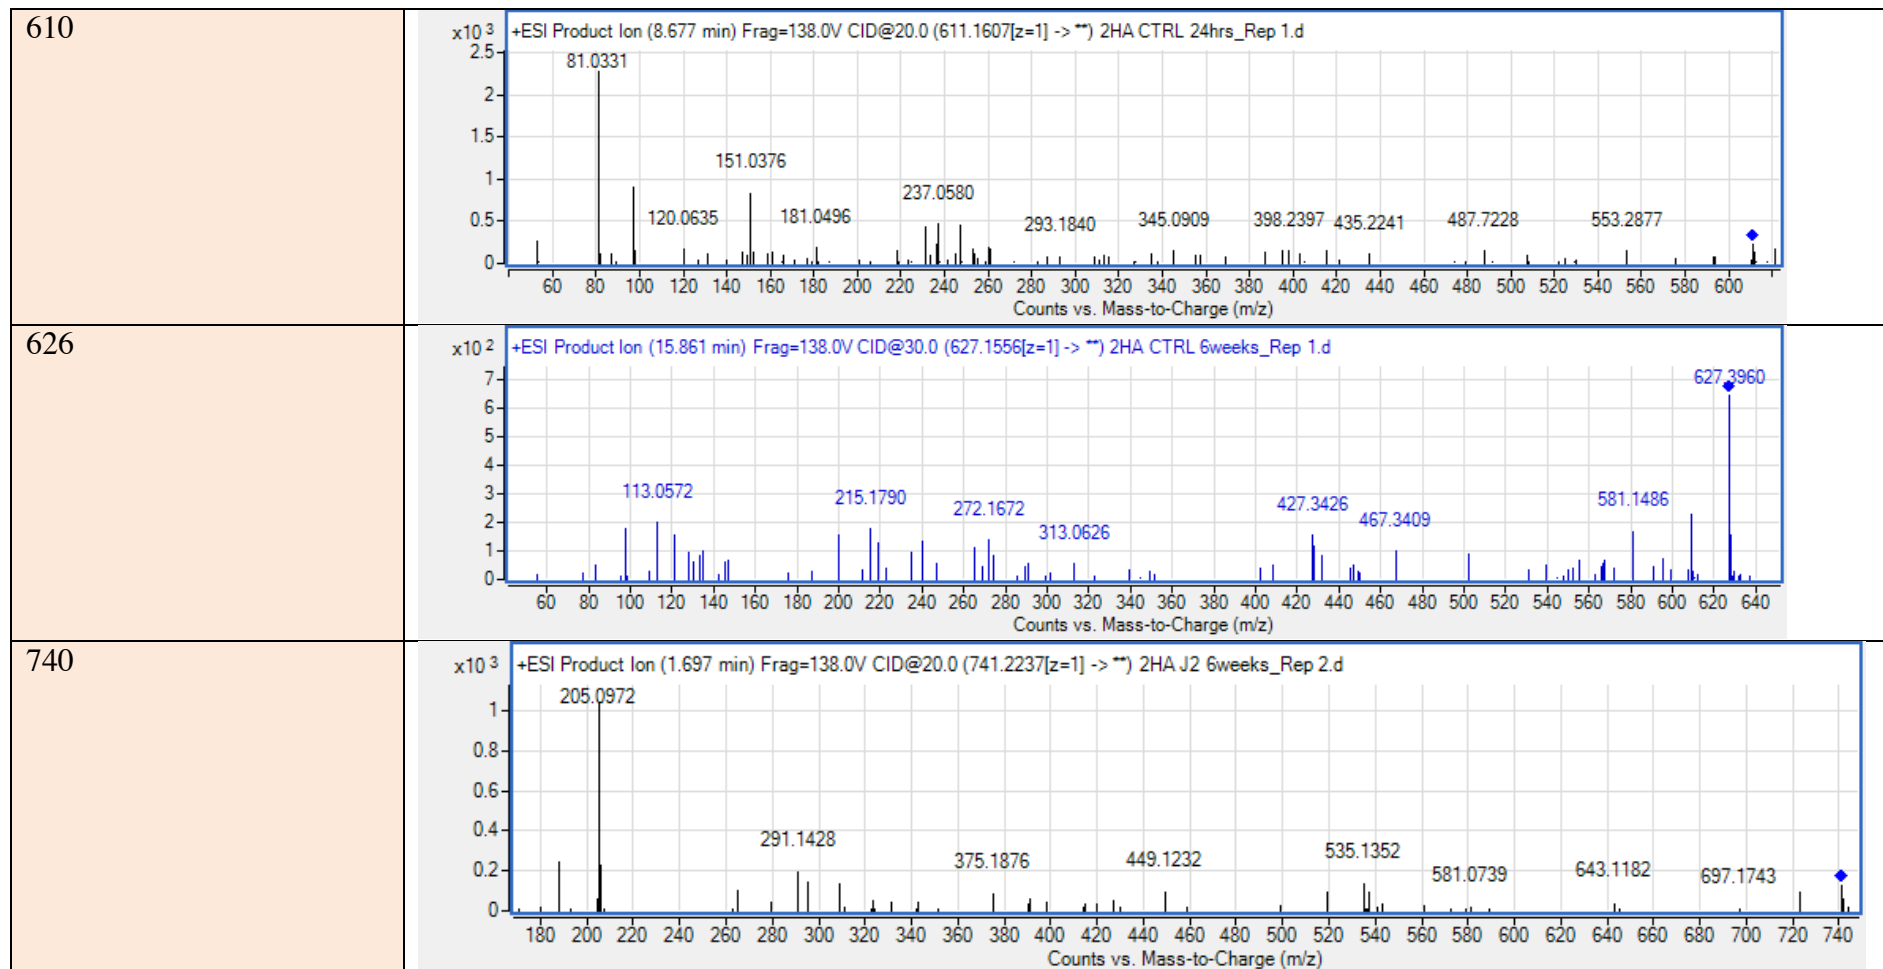 610
x10 3
+ESI Product Ion (8.677 min) Frag=138.0V CID@20.0 (611.1607[z=1] -> **) 2HA CTRL 24hrs_Rep 1.d
2.5
81.0331
2
1.5
151.0376
1
237.0580
0.5
120.0635 181.0496 293.1840 345.0909 398.2397 435.2241 487.7228 553.2877
0
60 80 100 120 140 160 180 200 220 240 260 280 300 320 340 360 380 400 420 440 460 480 500 520 540 560 580 600
Counts vs. Mass-to-Charge (m/z)
626
x10 2
+ESI Product Ion (15.861 min) Frag=138.0V CID@30.0 (627.1556[z=1] -> **) 2HA CTRL 6weeks_Rep 1.d
7
627.3960
6
5
4
3
113.0572 215.1790 272.1672 313.0626 427.3426 467.3409 581.1486
2
1
0
60 80 100 120 140 160 180 200 220 240 260 280 300 320 340 360 380 400 420 440 460 480 500 520 540 560 580 600 620 640
Counts vs. Mass-to-Charge (m/z)
740
x10 3
+ESI Product Ion (1.697 min) Frag=138.0V CID@20.0 (741.2237[z=1] -> **) 2HA J2 6weeks_Rep 2.d
205.0972
1
0.8
0.6
0.4
291.1428 375.1876 449.1232 535.1352 581.0739 643.1182 697.1743
0.2
0
180 200 220 240 260 280 300 320 340 360 380 400 420 440 460 480 500 520 540 560 580 600 620 640 660 680 700 720 740
Counts vs. Mass-to-Charge (m/z)